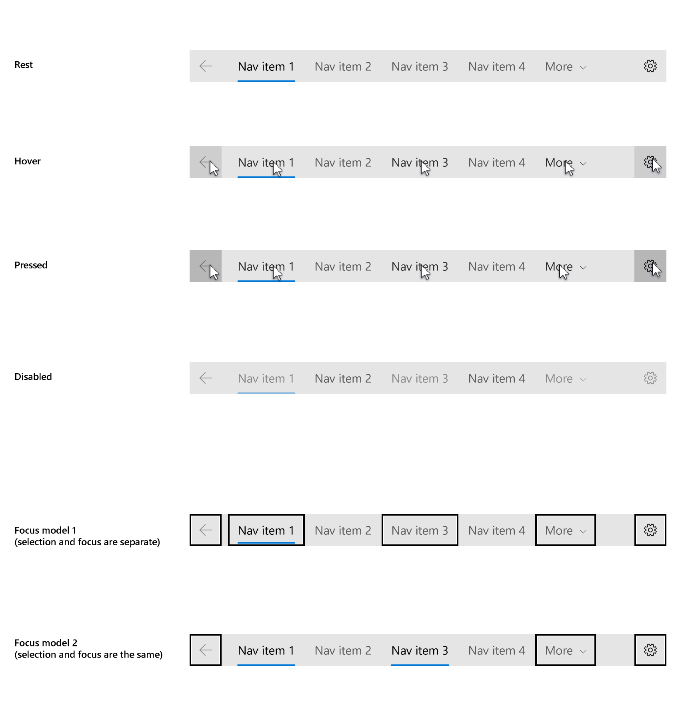 Rest
Nav item 1 Nav item 2 Nav item 3 Nav item 4 More
Hover
Nav item 1 Nav item 2 Nav item 3 Nav item 4 More
Pressed
Nav item 1 Nav item 2 Nav item 3 Nav item 4 More
Disabled
Nav item 1 Nav item 2 Nav item 3 Nav item 4 More
Focus model 1
(selection and focus are separate)
Nav item 1 Nav item 2 Nav item 3 Nav item 4 More
Focus model 2
(selection and focus are the same)
Nav item 1 Nav item 2 Nav item 3 Nav item 4 More